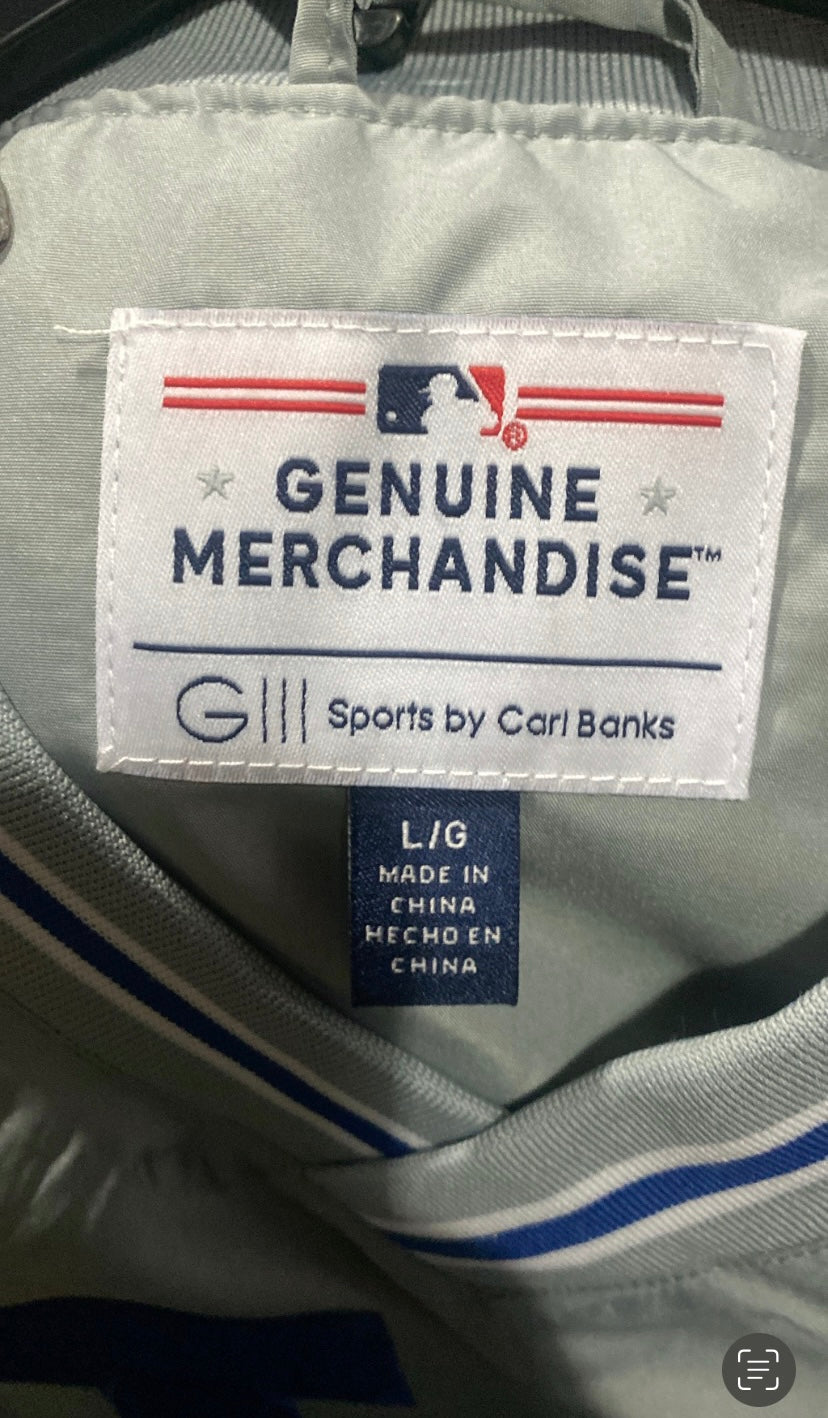 GENUINE
MERCHANDISE™
GIII Sports by Carl Banks
L/G
MADE IN
CHINA
HECHO EN
CHINA